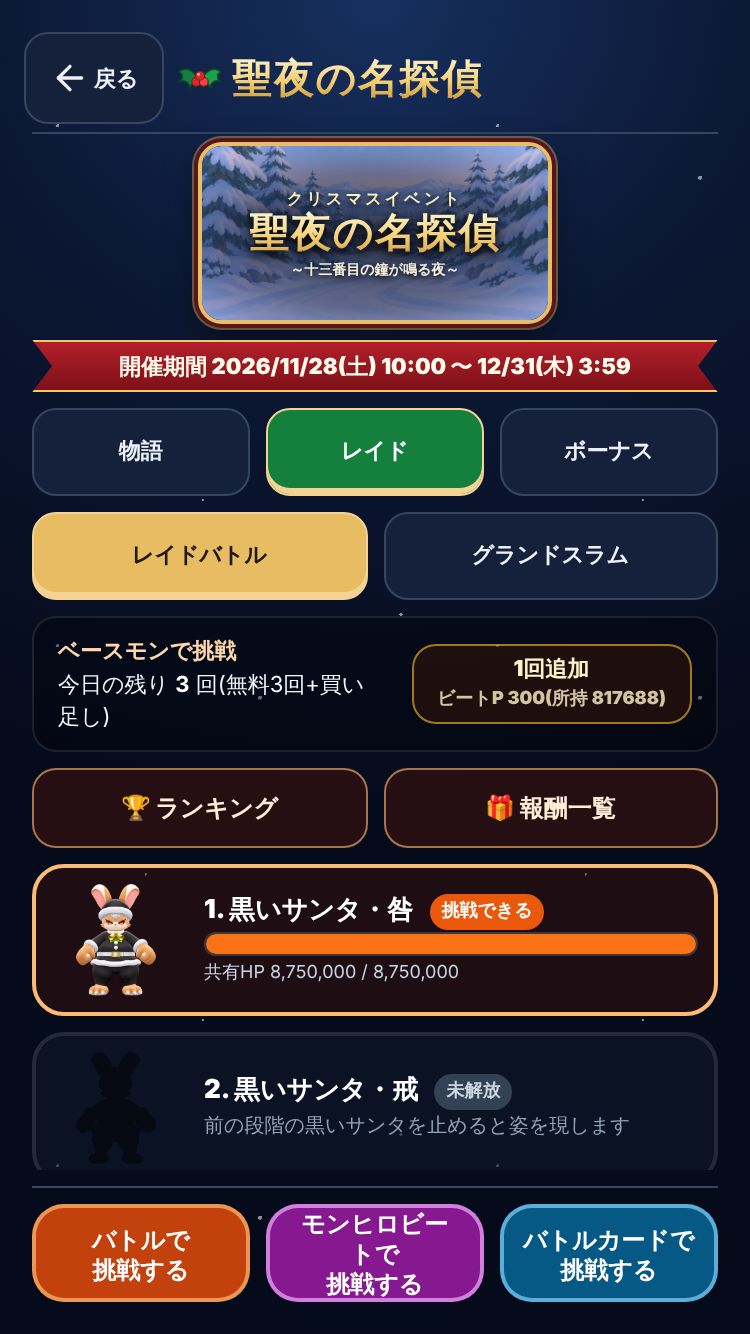 戻る
聖夜の名探偵
クリスマスイベント
聖夜の名探偵
～十三番目の鐘が鳴る夜～
開催期間 2026/11/28(土) 10:00 〜 12/31(木) 3:59
物語
レイド
ボーナス
レイドバトル
グランドスラム
ベースモンで挑戦
今日の残り 3 回(無料3回+買い
足し)
1回追加
ビートP 300(所持 817688)
ランキング
報酬一覧
1. 黒いサンタ・咎
挑戦できる
共有HP 8,750,000 / 8,750,000
2. 黒いサンタ・戒
未解放
前の段階の黒いサンタを止めると姿を現します
バトルで
挑戦する
モンヒロビー
トで
挑戦する
バトルカードで
挑戦する